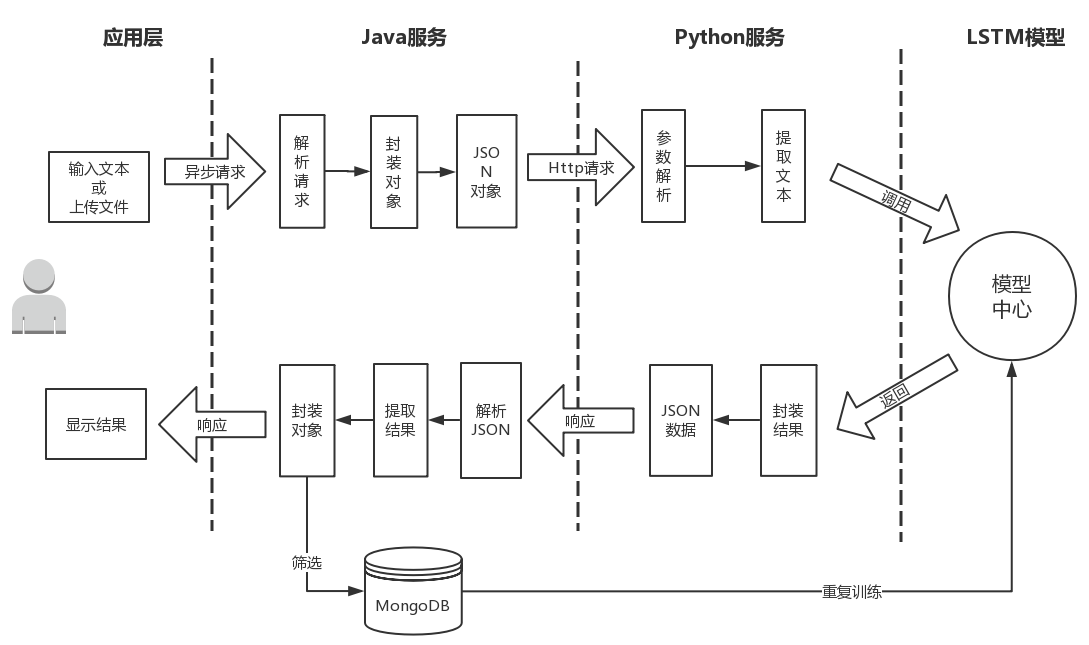 应用层
Java服务
Python服务
LSTM模型
输入文本
或
上传文件
异步请求
解
析
请
求
封
装
对
象
JSO
N
对象
Http请求
参
数
解
析
提
取
文
本
调用
模型
中心
显示结果
响应
封装
对象
提取
结果
解析
JSON
响应
JSON
数据
封装
结果
返回
筛选
MongoDB
重复训练